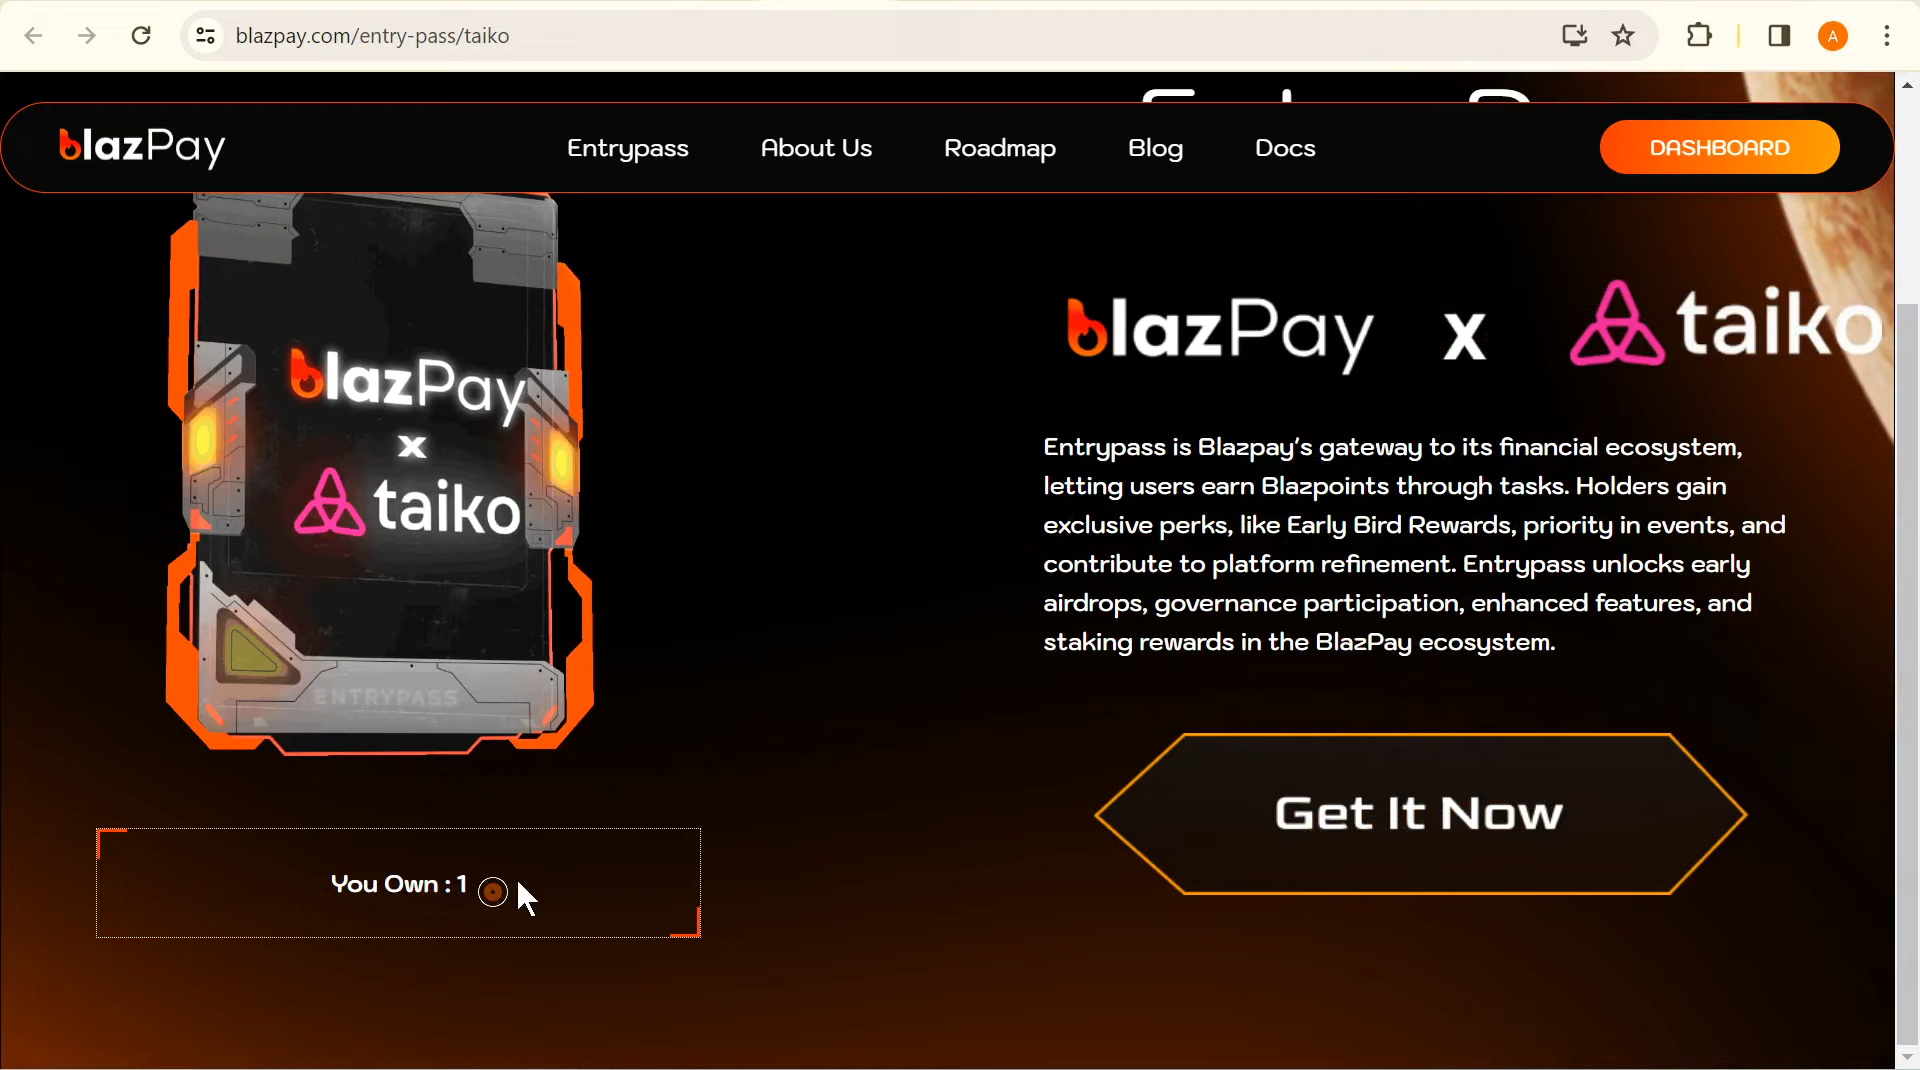 blazpay.com/entry-pass/taiko
A
blazPay
Entrypass
About Us
Roadmap
Blog
Docs
DASHBOARD
blazPay
x
taiko
ENTRYPASS
You Own : 1
blazPay x taiko
Entrypass is Blazpay's gateway to its financial ecosystem,
letting users earn Blazpoints through tasks. Holders gain
exclusive perks, like Early Bird Rewards, priority in events, and
contribute to platform refinement. Entrypass unlocks early
airdrops, governance participation, enhanced features, and
staking rewards in the BlazPay ecosystem.
Get It Now